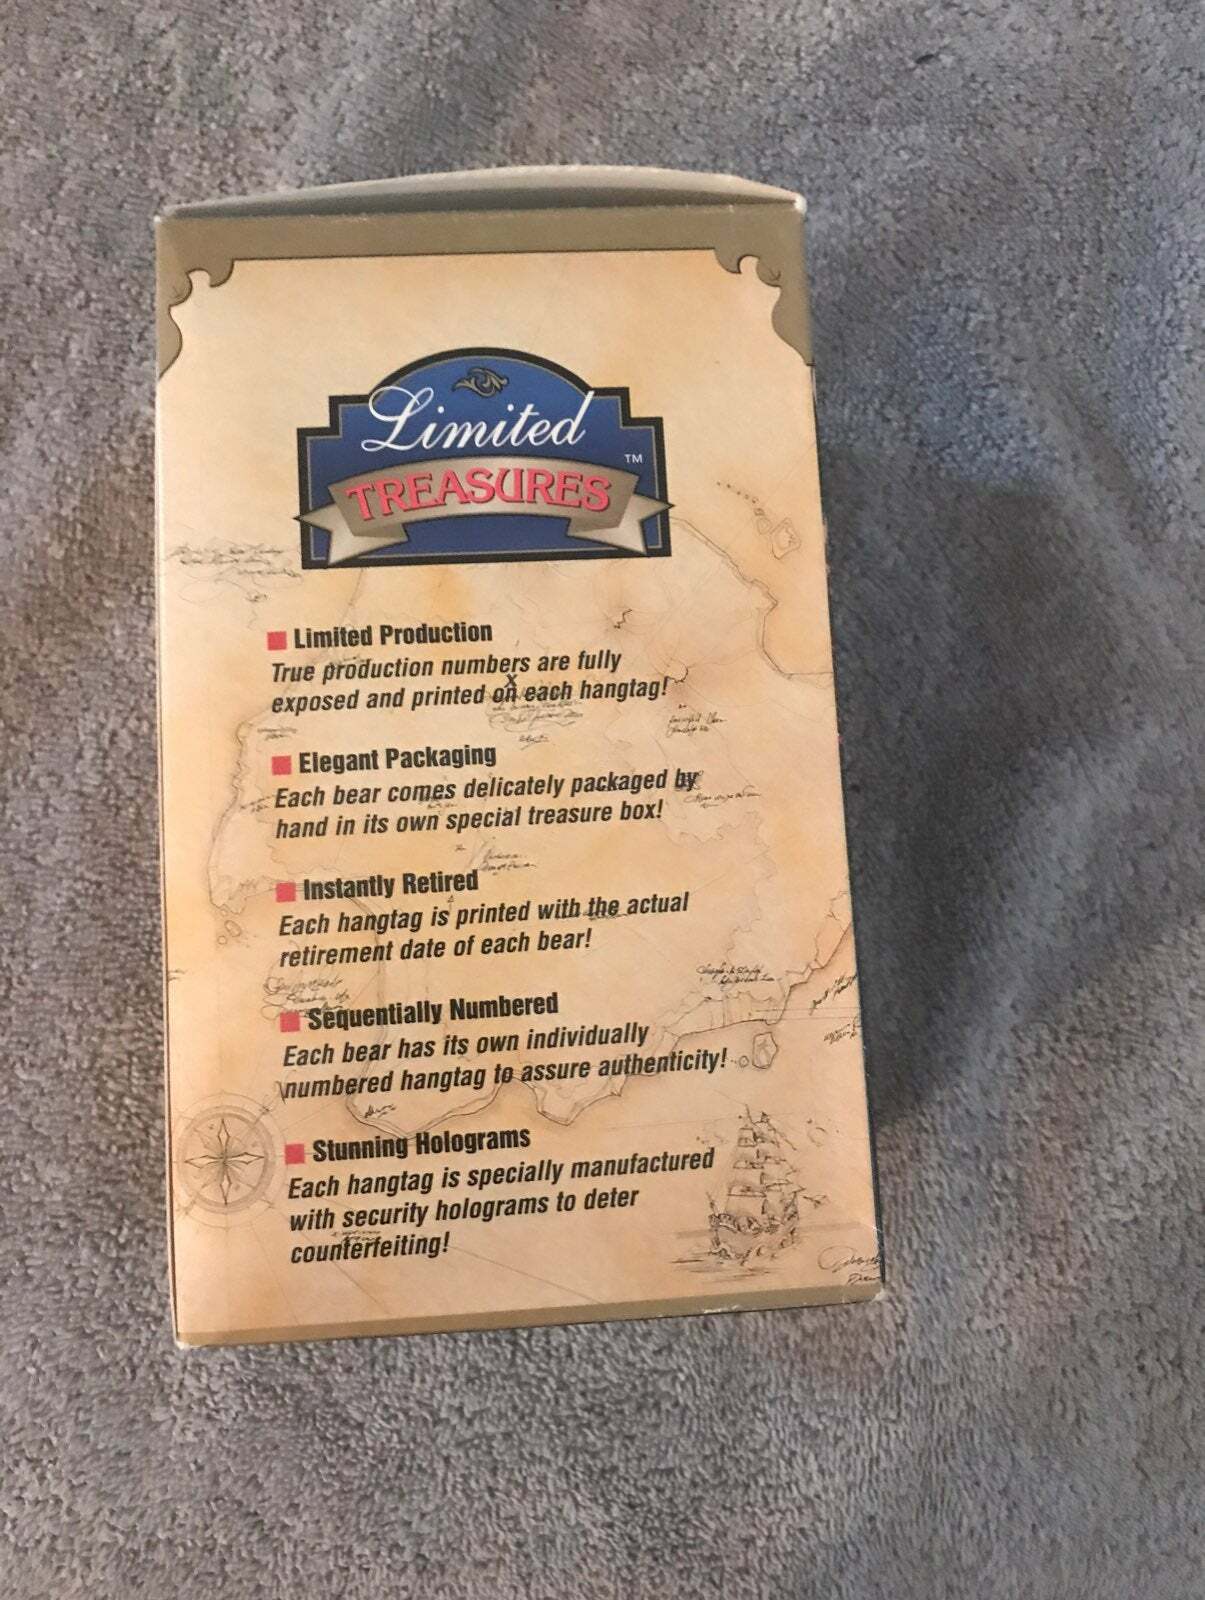 Limited
TREASURES
TM
Limited Production
True production numbers are fully
exposed and printed on each hangtag!
x
Elegant Packaging
Each bear comes delicately packaged by
hand in its own special treasure box!
Instantly Retired
Each hangtag is printed with the actual
retirement date of each bear!
Sequentially Numbered
Each bear has its own individually
numbered hangtag to assure authenticity!
Stunning Holograms
Each hangtag is specially manufactured
with security holograms to deter
counterfeiting!